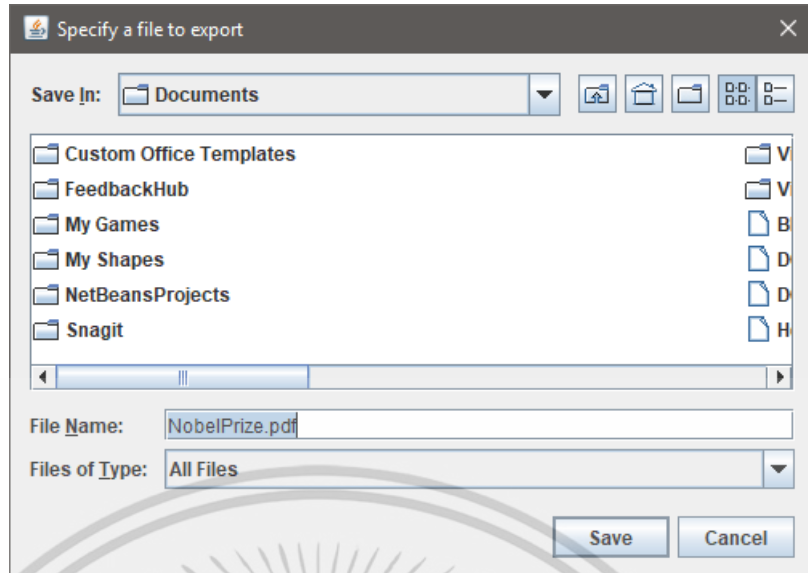 Specify a file to export
Save In: Documents
Custom Office Templates
FeedbackHub
My Games
My Shapes
NetBeansProjects
Snagit
File Name: NobelPrize.pdf
Files of Type: All Files
Save Cancel